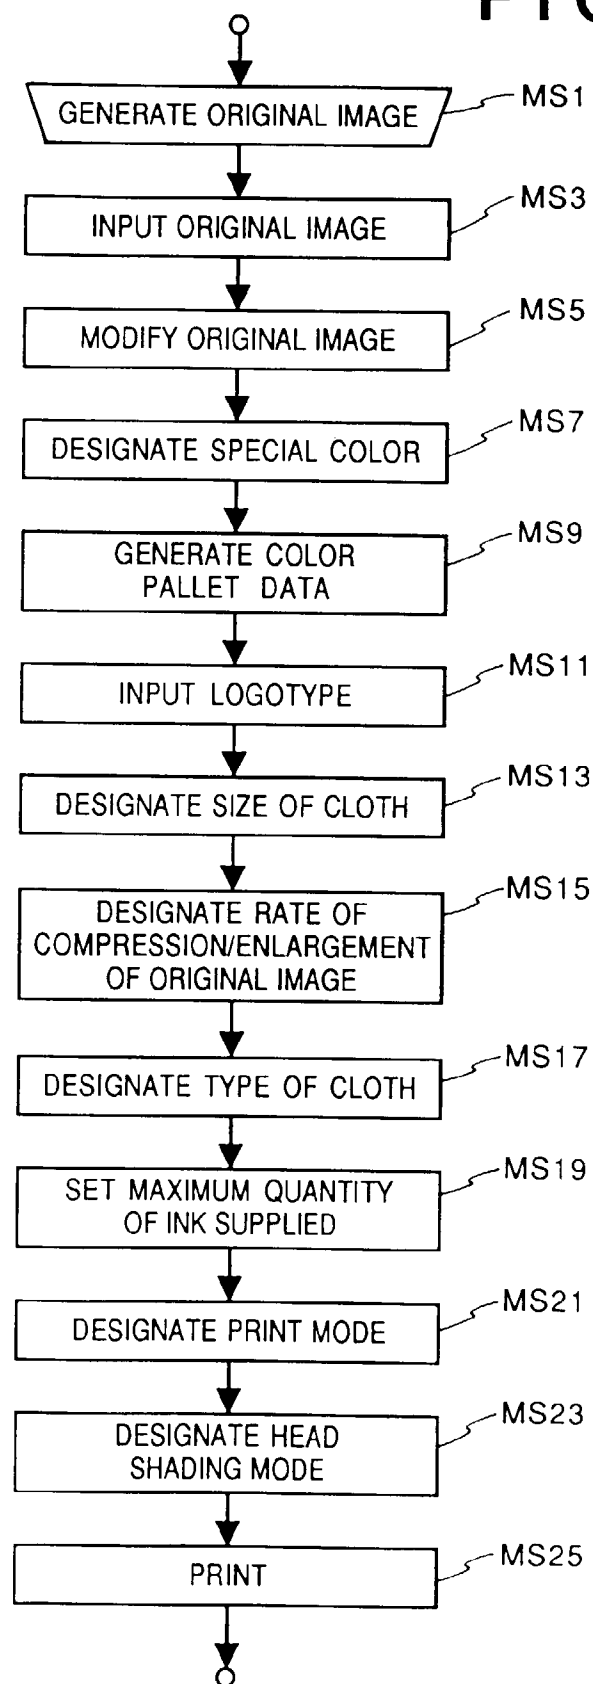 GENERATE ORIGINAL IMAGE MS1
INPUT ORIGINAL IMAGE MS3
MODIFY ORIGINAL IMAGE MS5
DESIGNATE SPECIAL COLOR MS7
GENERATE COLOR MS9
PALLET DATA
INPUT LOGOTYPE MS11
DESIGNATE SIZE OF CLOTH MS13
DESIGNATE RATE OF MS15
COMPRESSION/ENLARGEMENT
OF ORIGINAL IMAGE
DESIGNATE TYPE OF CLOTH MS17
SET MAXIMUM QUANTITY MS19
OF INK SUPPLIED
DESIGNATE PRINT MODE MS21
DESIGNATE HEAD MS23
SHADING MODE
PRINT MS25